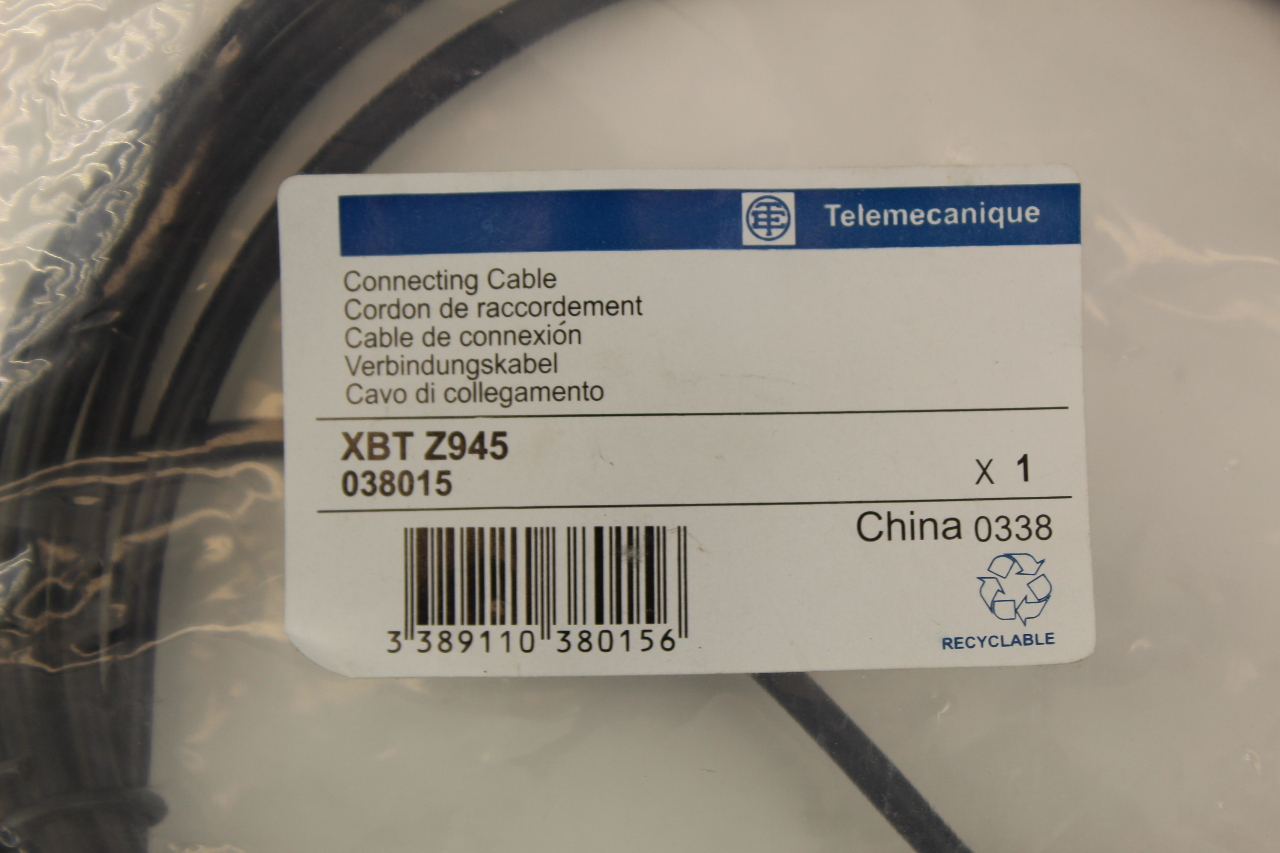 Telemecanique
Connecting Cable
Cordon de raccordement
Cable de connexión
Verbindungskabel
Cavo di collegamento
XBT Z945
038015
X 1
China 0338
RECYCLABLE
3 389110 380156